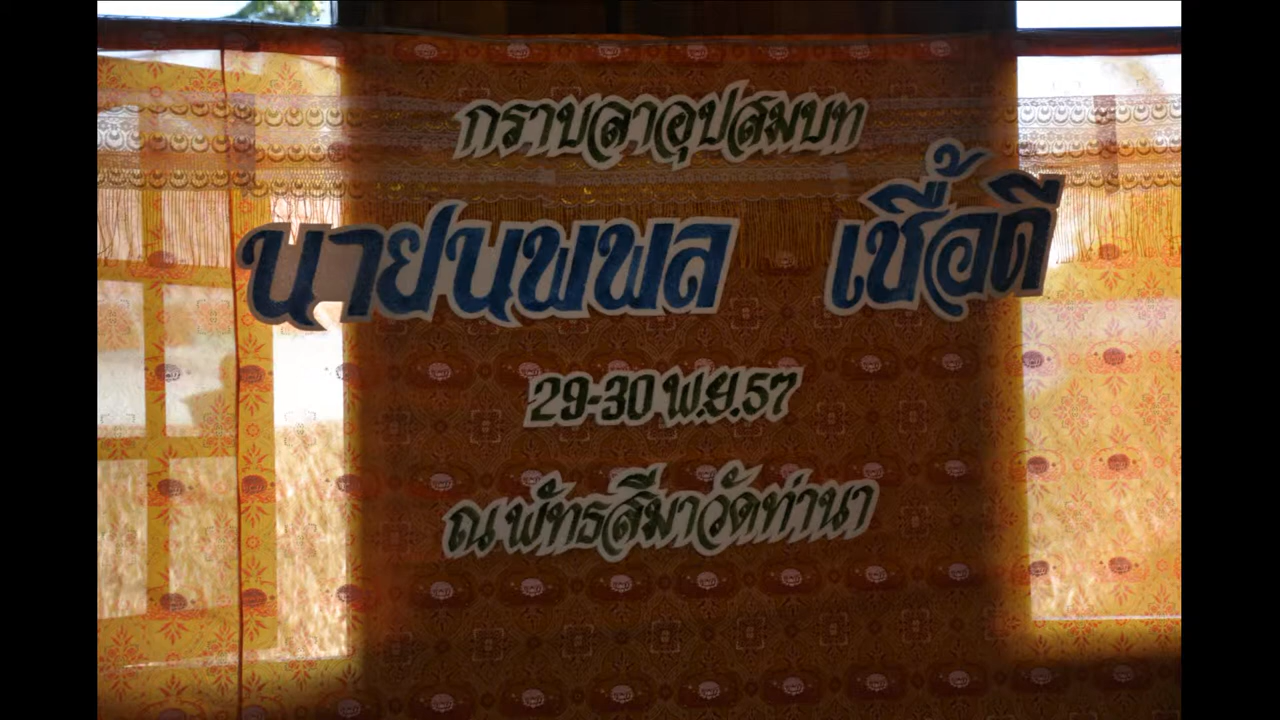 กราบลาอุปสมบท
นายนพพล เชื้อดี
29-30 พ.ย.57
ณ พัทธสีมาวัดท่านา